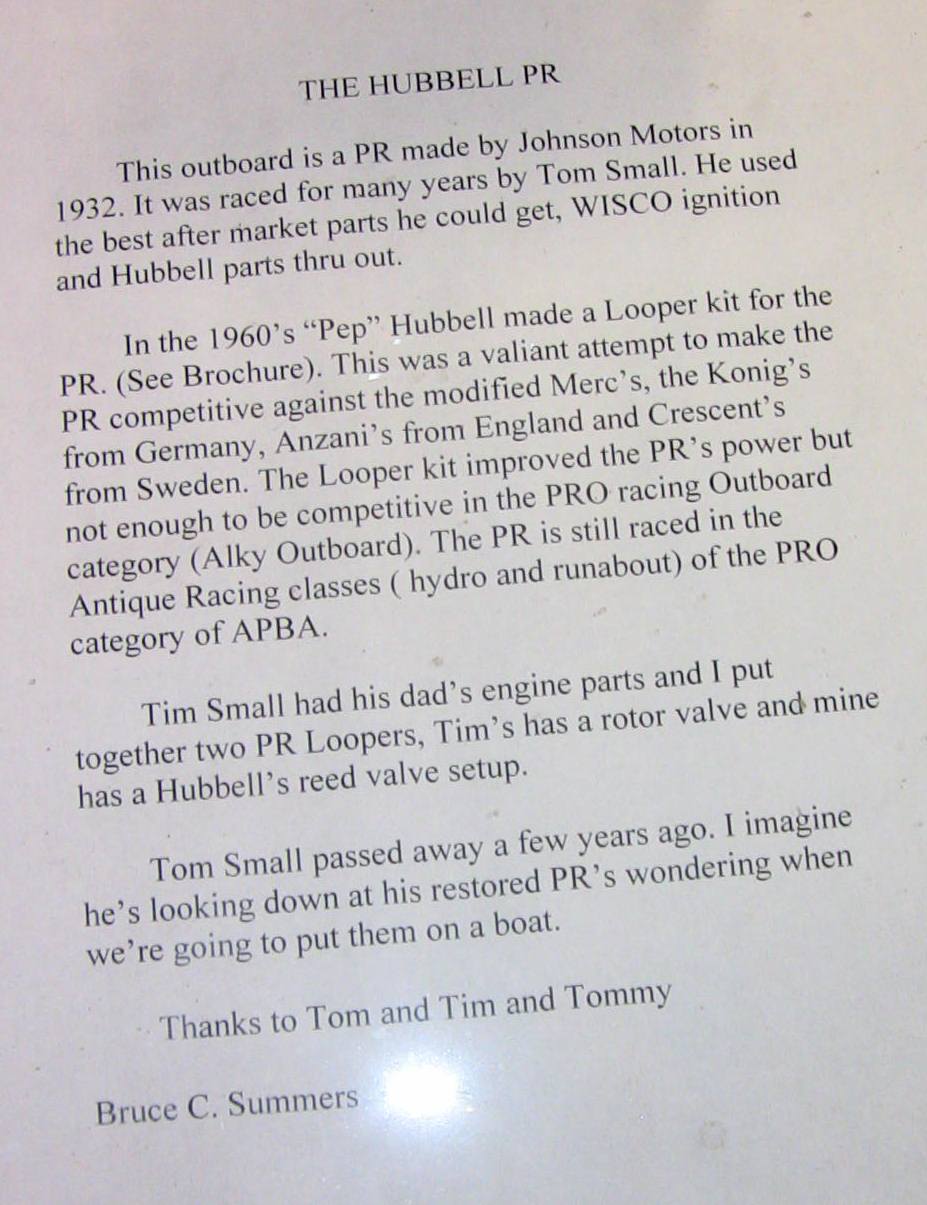 THE HUBBELL PR
This outboard is a PR made by Johnson Motors in
1932. It was raced for many years by Tom Small. He used
the best after market parts he could get, WISCO ignition
and Hubbell parts thru out.
In the 1960's “Pep” Hubbell made a Looper kit for the
PR. (See Brochure). This was a valiant attempt to make the
PR competitive against the modified Merc's, the Konig's
from Germany, Anzani's from England and Crescent's
from Sweden. The Looper kit improved the PR's power but
not enough to be competitive in the PRO racing Outboard
category (Alky Outboard). The PR is still raced in the
Antique Racing classes ( hydro and runabout) of the PRO
category of APBA.
Tim Small had his dad's engine parts and I put
together two PR Loopers, Tim's has a rotor valve and mine
has a Hubbell's reed valve setup.
Tom Small passed away a few years ago. I imagine
he's looking down at his restored PR's wondering when
we're going to put them on a boat.
Thanks to Tom and Tim and Tommy
Bruce C. Summers